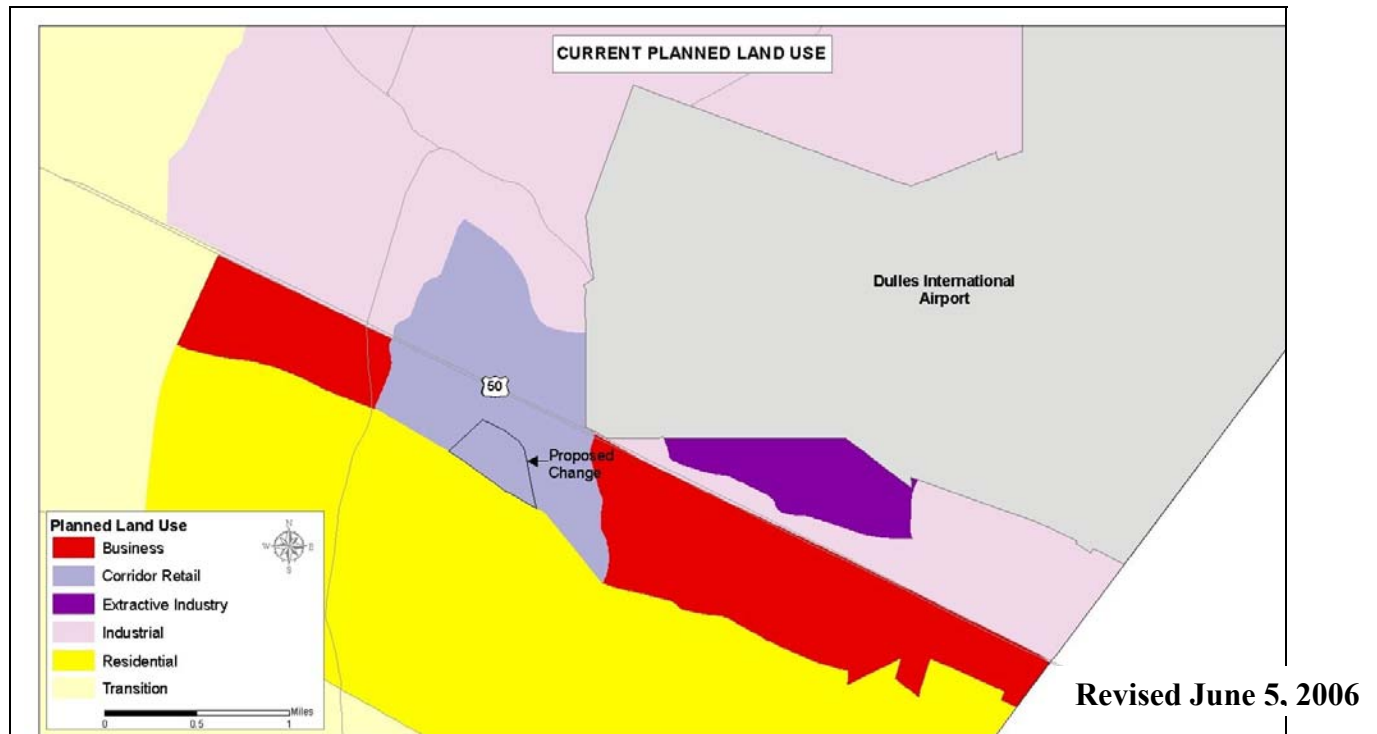 CURRENT PLANNED LAND USE
Dulles International
Airport
50
Proposed
Change
Planned Land Use
N
W
S
Business
Corridor Retail
Extractive Industry
Industrial
Residential
Transition
Miles
0 0.5 1
Revised June 5, 2006